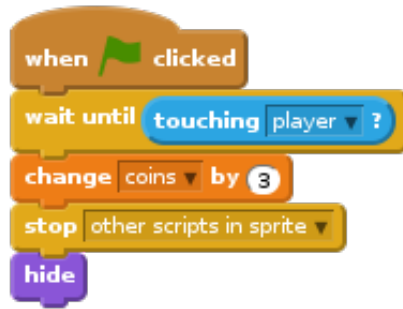 when clicked
wait until touching player ?
change coins by 3
stop other scripts in sprite
hide